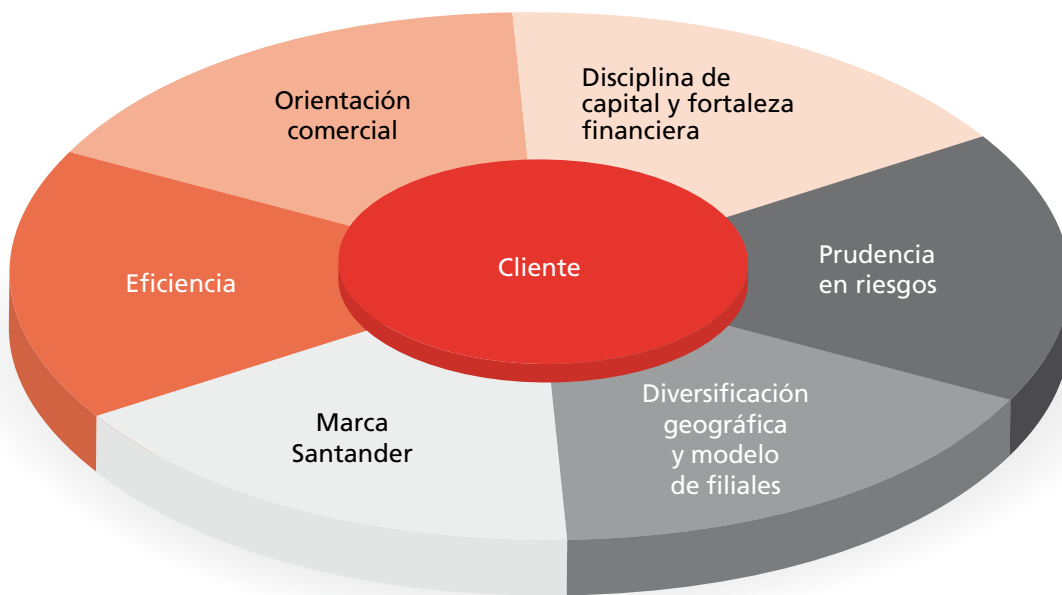 Orientación
comercial
Disciplina de
capital y fortaleza
financiera
Eficiencia
Cliente
Prudencia
en riesgos
Marca
Santander
Diversificación
geográfica
y modelo
de filiales